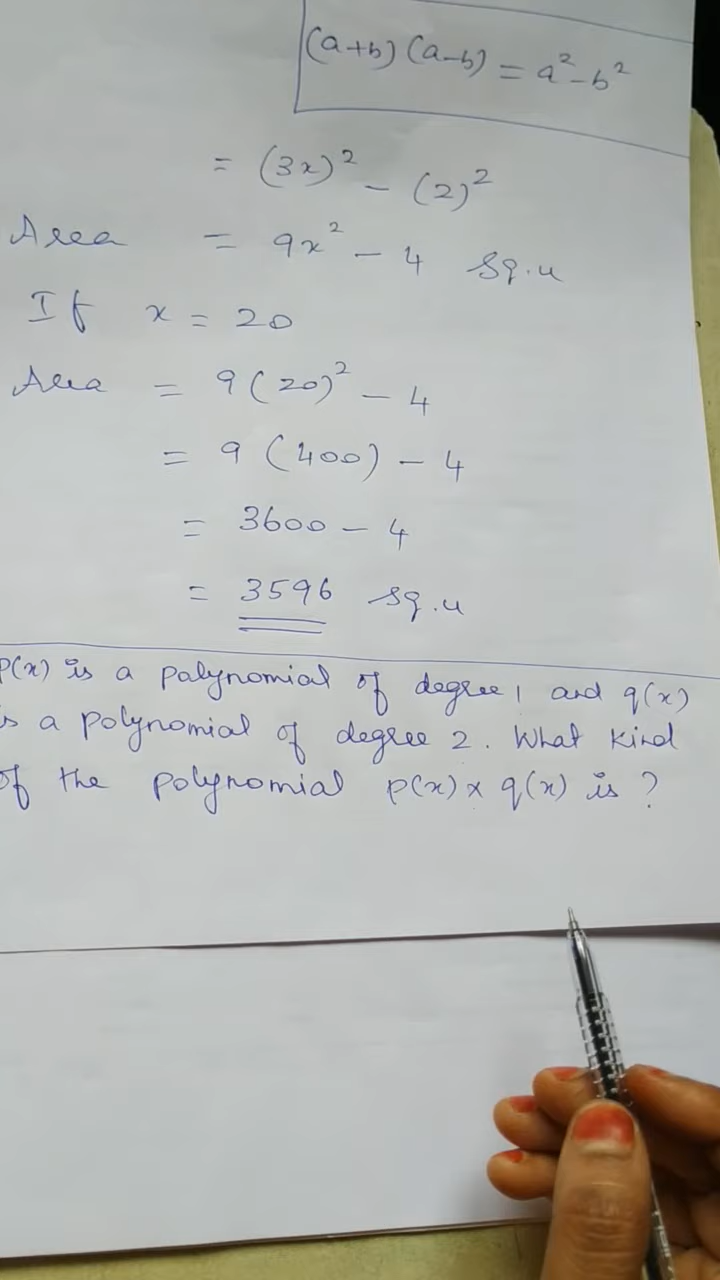 (a+b) (a-b) = a² - b²
= (3x)² - (2)²
Area = 9x² - 4 sq.u
If x = 20
Area = 9(20)² - 4
= 9 (400) - 4
= 3600 - 4
= 3596 sq.u
P(x) is a palynomial of degree 1 and q(x)
is a polynomial of degree 2. What kind
of the polynomial p(x) x q(x) is ?